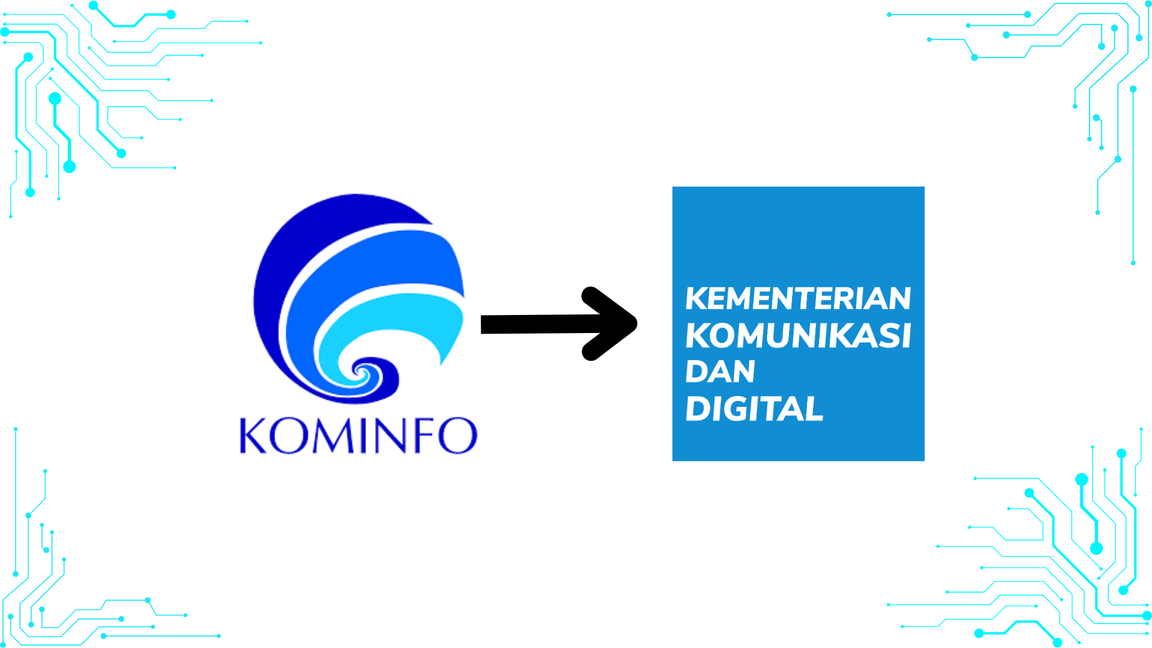 KOMINFO
KEMENTERIAN
KOMUNIKASI
DAN
DIGITAL